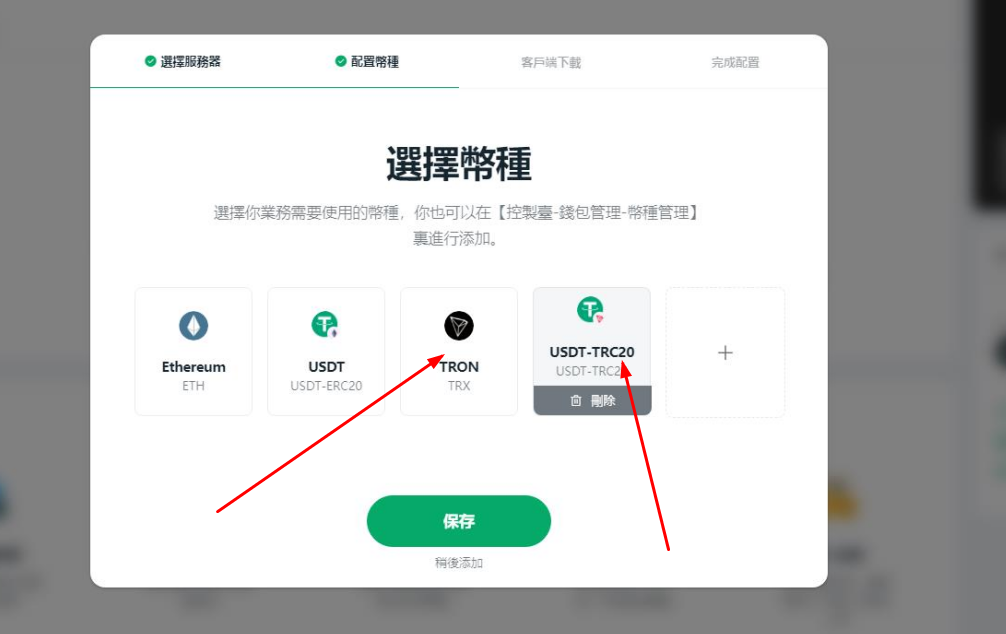 選擇服務器
配置幣種
客戶端下載
完成配置
選擇幣種
選擇你業務需要使用的幣種，你也可以在【控製臺-錢包管理-幣種管理】
裏進行添加。
Ethereum
ETH
USDT
USDT-ERC20
TRON
TRX
USDT-TRC20
USDT-TRC2
刪除
保存
稍後添加